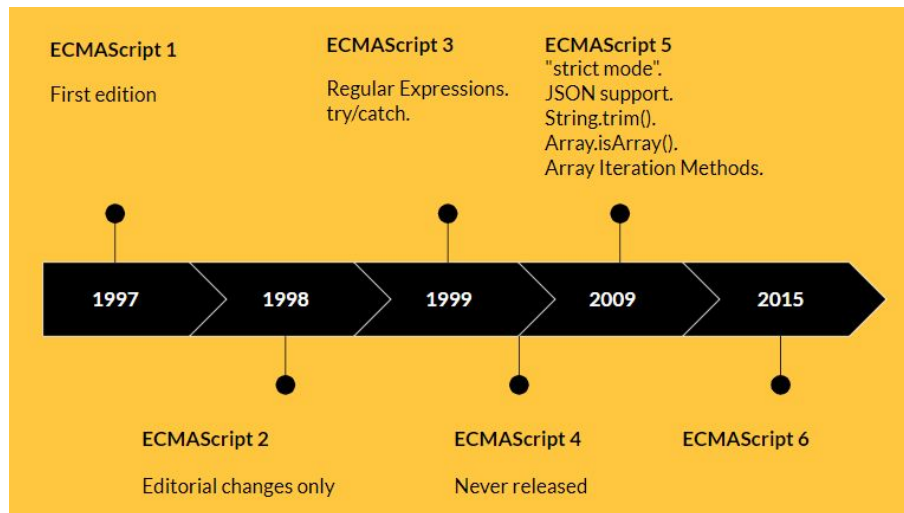 ECMAScript 1
First edition
ECMAScript 3
Regular Expressions.
try/catch.
ECMAScript 5
"strict mode".
JSON support.
String.trim().
Array.isArray().
Array Iteration Methods.
1997
1998
1999
2009
2015
ECMAScript 2
Editorial changes only
ECMAScript 4
Never released
ECMAScript 6